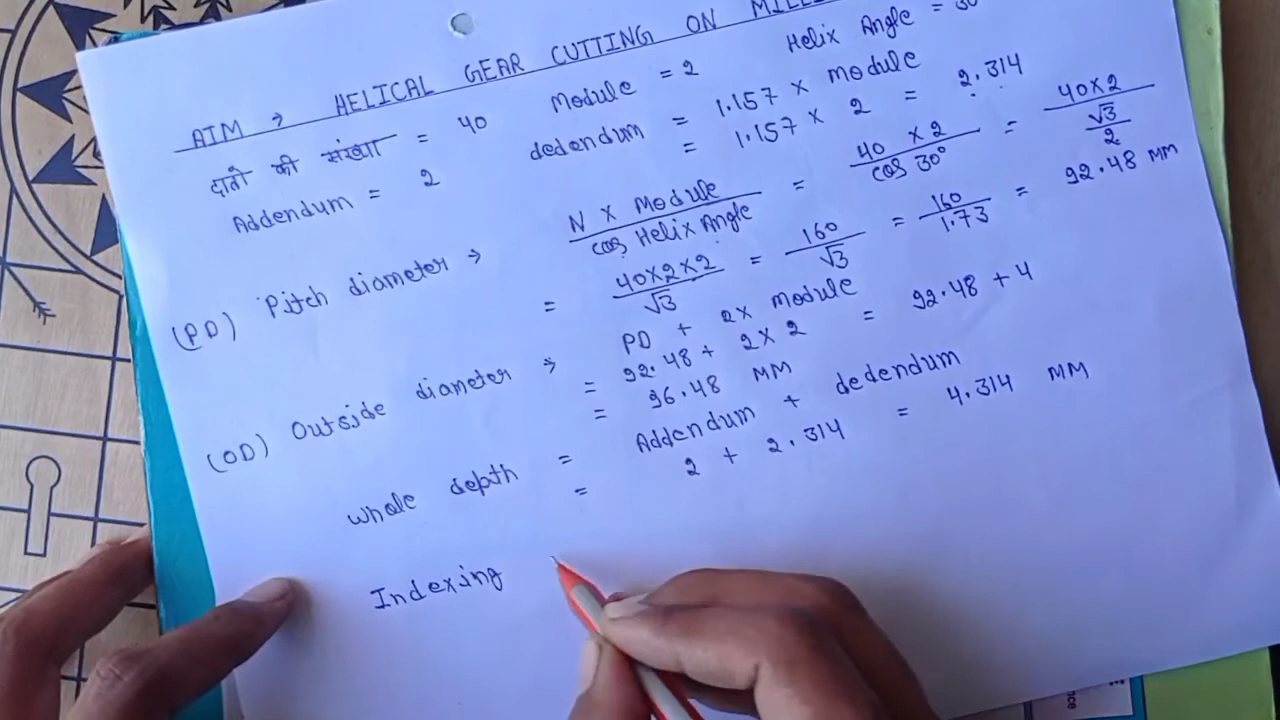 AIM → HELICAL GEAR CUTTING ON
दातो की संख्या = 40 Module = 2 Helix Angle = 30
Addendum = 2 dedendum = 1.157 × Module
= 1.157 × 2 = 2.314
(PD) Pitch diameter → N × Module / cos Helix Angle = 40 × 2 / cos 30° = 40×2 / √3/2
= 40×2×2 / √3 = 160 / √3 = 160 / 1.73 = 92.48 MM
(OD) Outside diameter → PD + 2× Module
= 92.48 + 2×2 = 92.48 + 4
= 96.48 MM
Whole depth = Addendum + dedendum
= 2 + 2.314 = 4.314 MM
Indexing